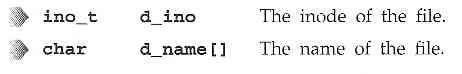 ino_t d_ino The inode of the file.
char d_name[] The name of the file.